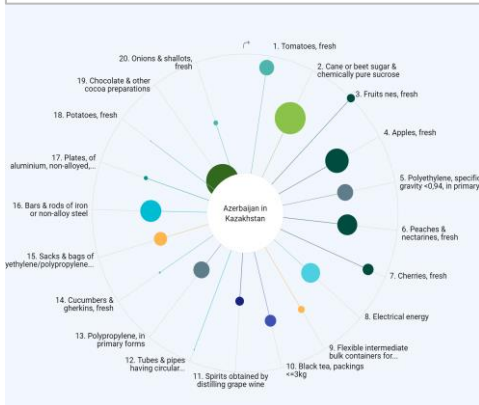 1. Tomatoes, fresh
2. Cane or beet sugar &
chemically pure sucrose
3. Fruits nes, fresh
4. Apples, fresh
5. Polyethylene, specific
gravity <0,94, in primary
6. Peaches &
nectarines, fresh
7. Cherries, fresh
8. Electrical energy
9. Flexible intermediate
bulk containers for...
10. Black tea, packings
<=3kg
11. Spirits obtained by
distilling grape wine
12. Tubes & pipes
having circular...
13. Polypropylene, in
primary forms
14. Cucumbers &
gherkins, fresh
15. Sacks & bags of
yethylene/polypropylene...
16. Bars & rods of iron
or non-alloy steel
17. Plates, of
aluminium, non-alloyed,...
18. Potatoes, fresh
19. Chocolate & other
cocoa preparations
20. Onions & shallots,
fresh
Azerbaijan in
Kazakhstan